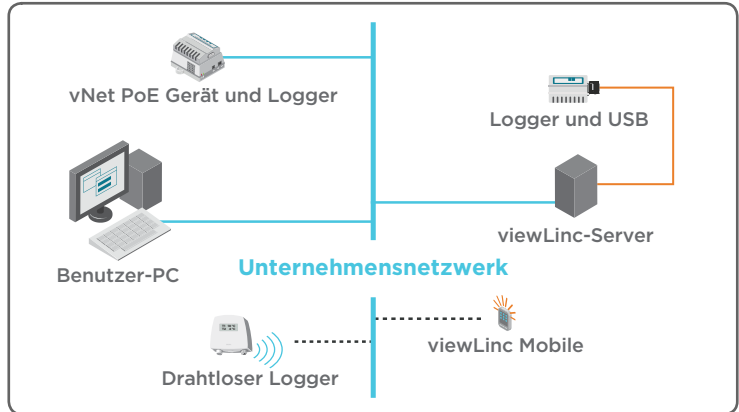 vNet PoE Gerät und Logger
Logger und USB
viewLinc-Server
Benutzer-PC
Unternehmensnetzwerk
viewLinc Mobile
Drahtloser Logger